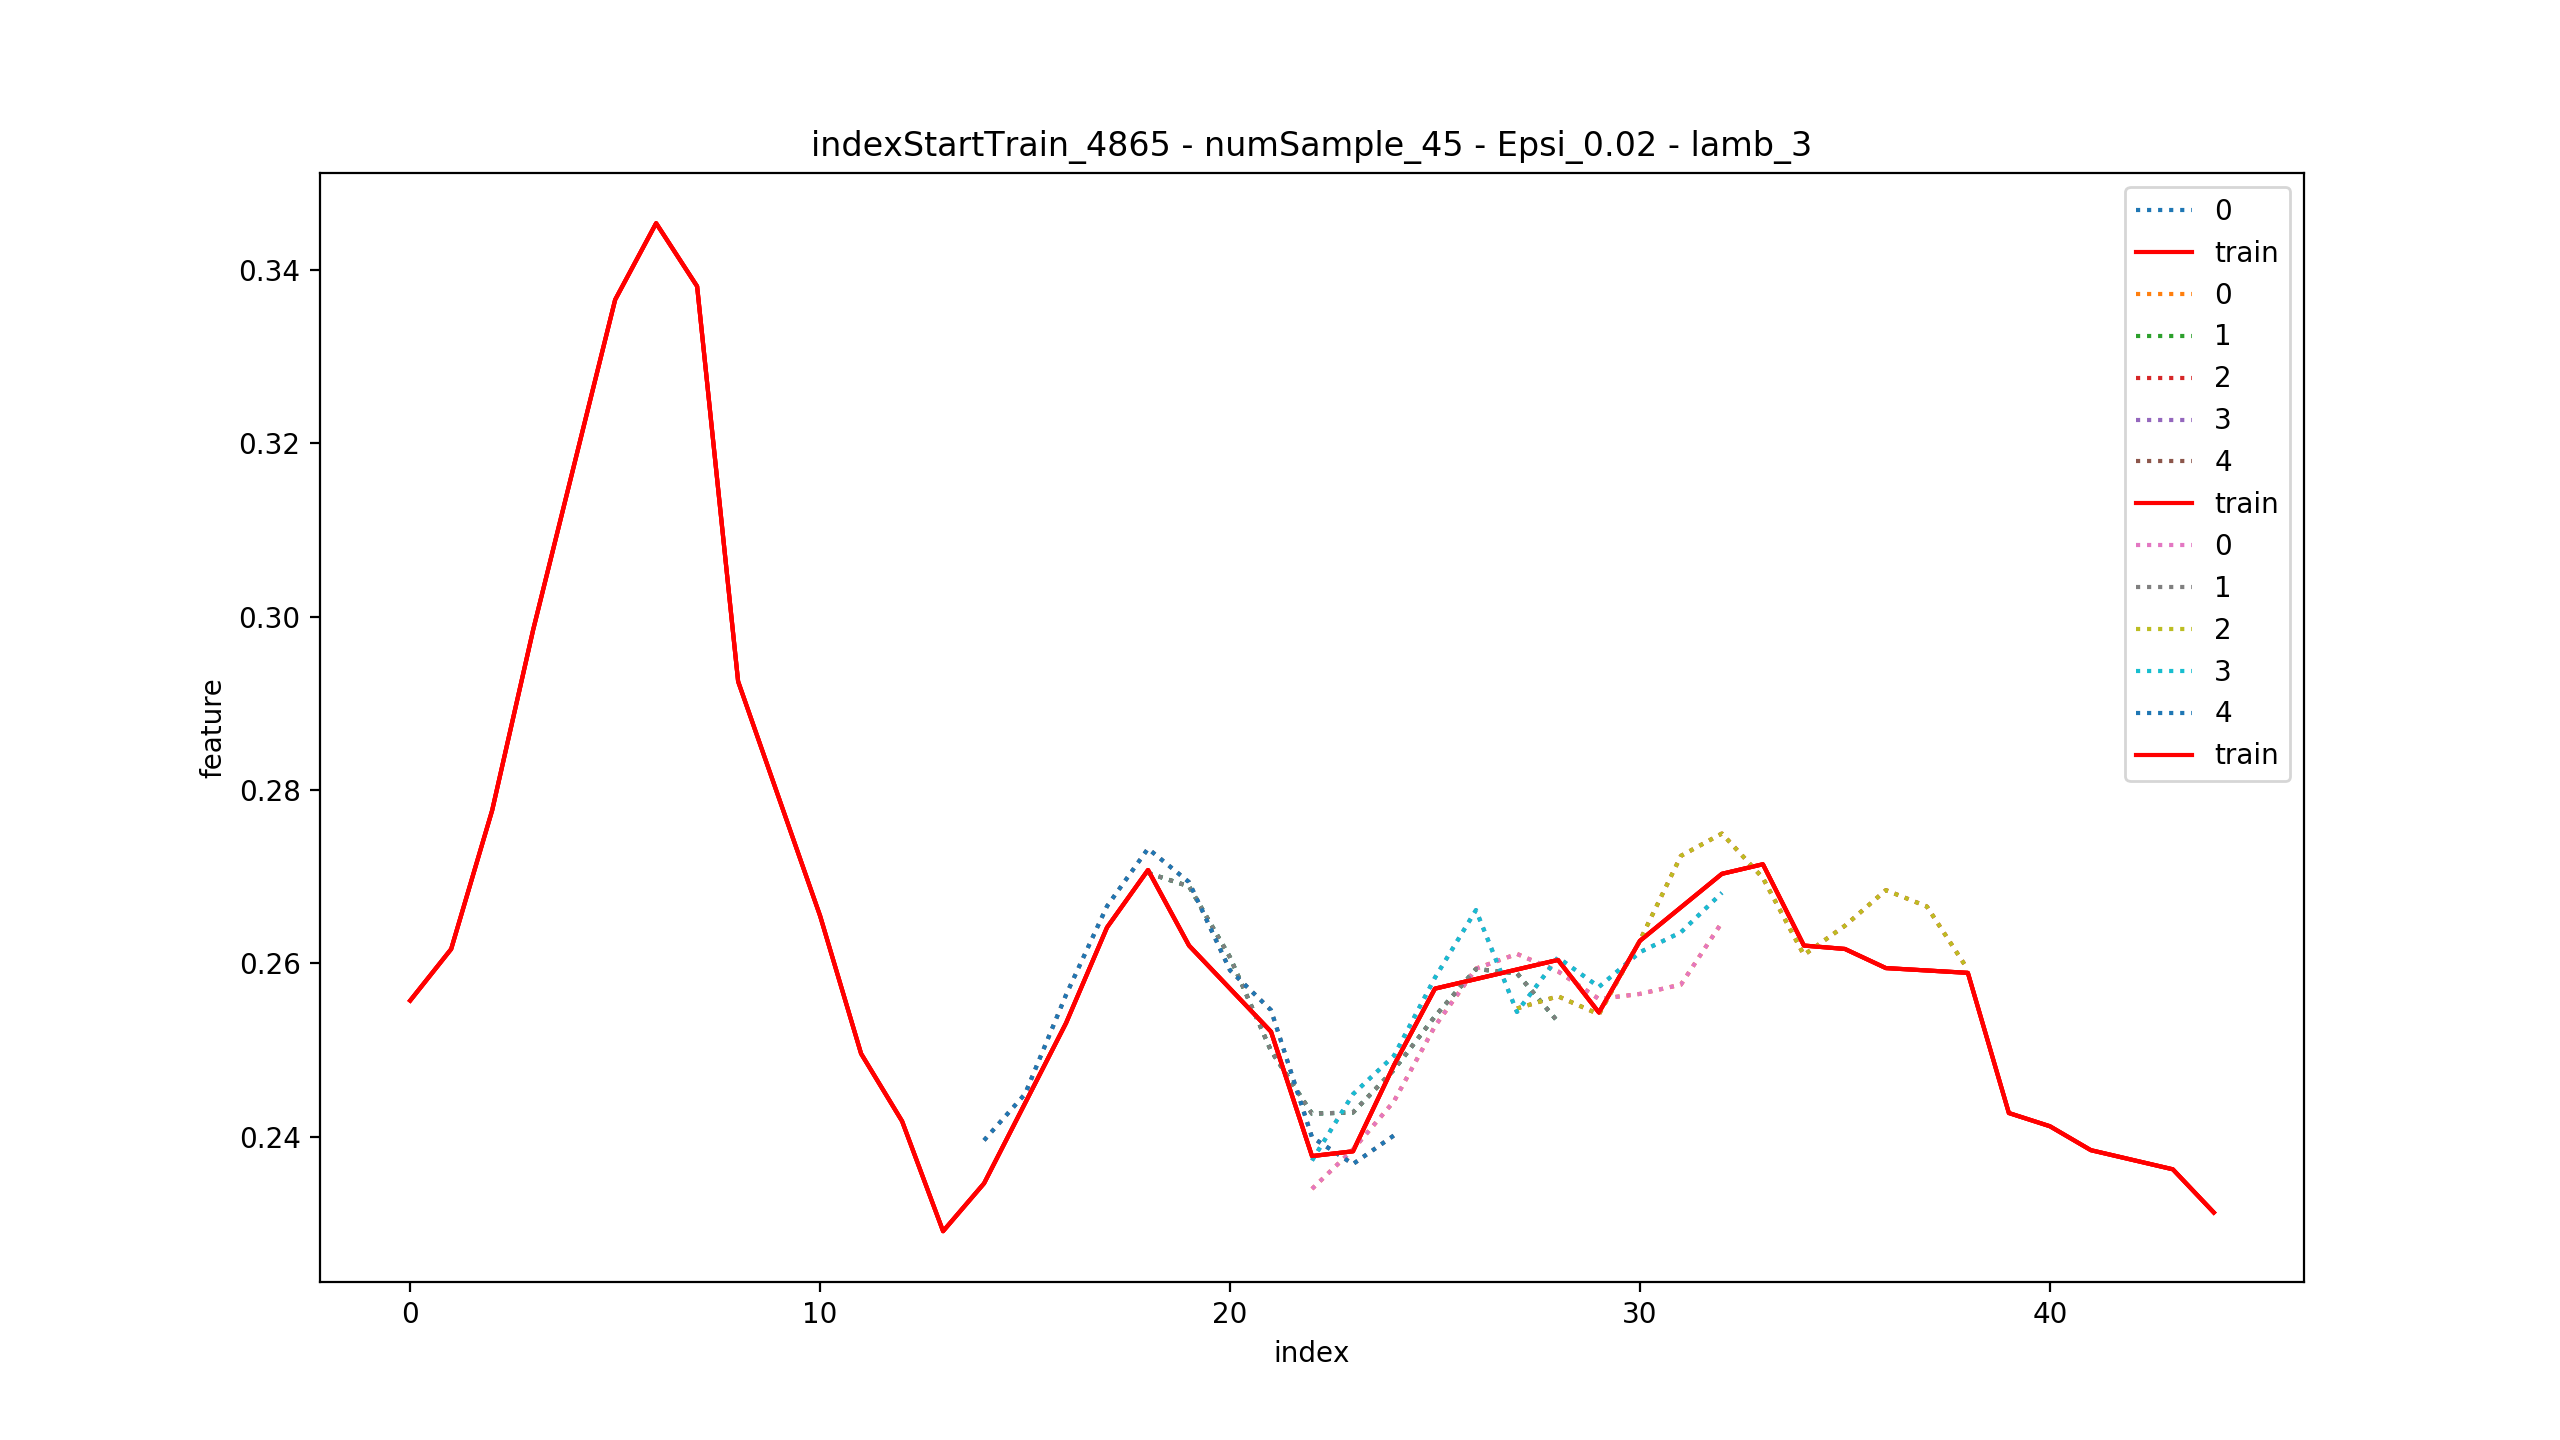 indexStartTrain_4865 - numSample_45 - Epsi_0.02 - lamb_3
0
train
0
1
2
3
4
train
0
1
2
3
4
train
0.34
0.32
0.30
0.28
0.26
0.24
feature
0 10 20 30 40
index